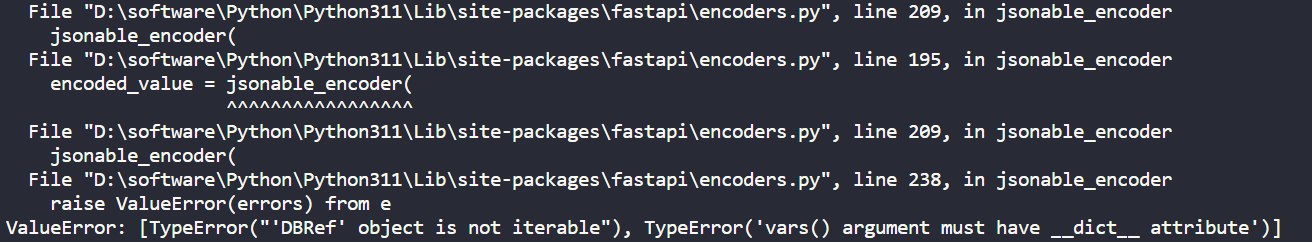 File "D:\software\Python\Python311\Lib\site-packages\fastapi\encoders.py", line 209, in jsonable_encoder
jsonable_encoder(
File "D:\software\Python\Python311\Lib\site-packages\fastapi\encoders.py", line 195, in jsonable_encoder
encoded_value = jsonable_encoder(
^^^^^^^^^^^^^^^^^
File "D:\software\Python\Python311\Lib\site-packages\fastapi\encoders.py", line 209, in jsonable_encoder
jsonable_encoder(
File "D:\software\Python\Python311\Lib\site-packages\fastapi\encoders.py", line 238, in jsonable_encoder
raise ValueError(errors) from e
ValueError: [TypeError("'DBRef' object is not iterable"), TypeError('vars() argument must have __dict__ attribute')]